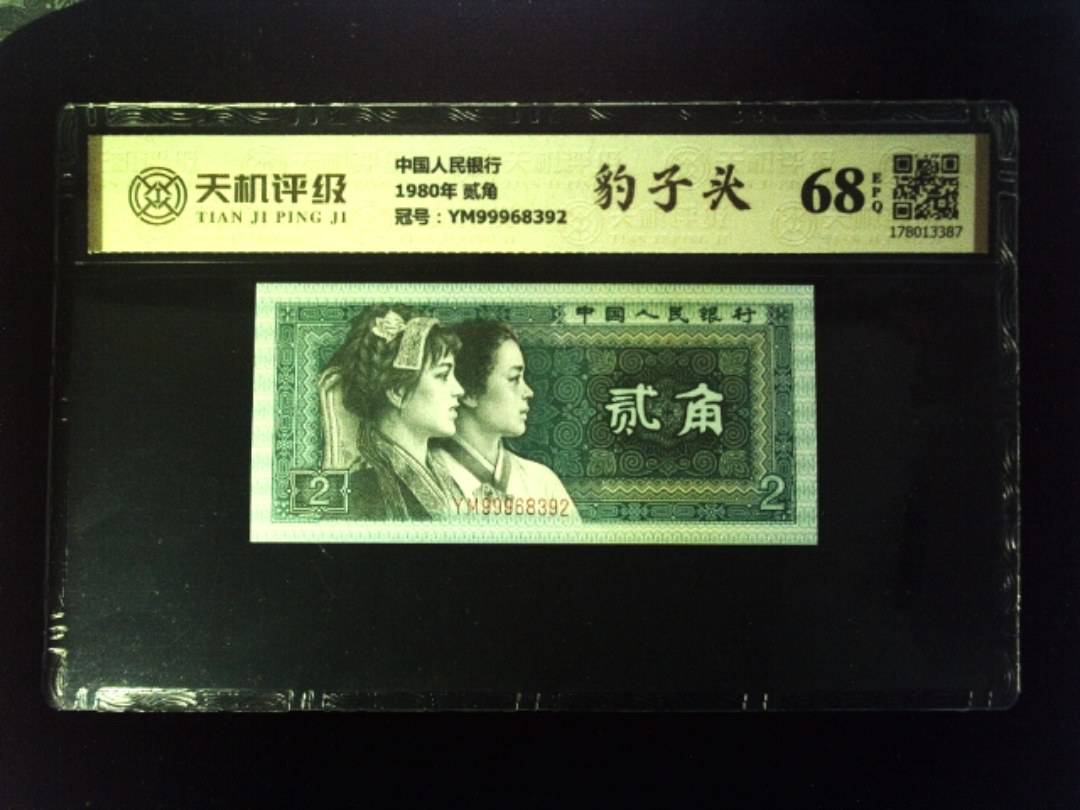 天机评级
TIAN JI PING JI
中国人民银行
1980年 贰角
冠号：YM99968392
豹子头
68
EPQ
178013387
中国人民银行
贰角
2
YM99968392
2